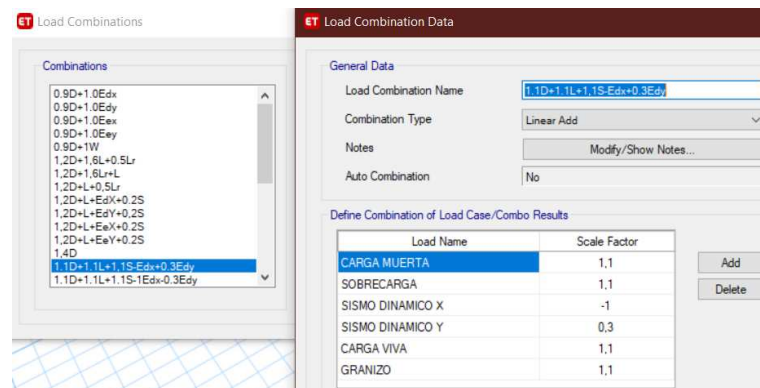 ET Load Combinations
Combinations
0.9D+1.0Edx
0.9D+1.0Edy
0.9D+1.0Eex
0.9D+1.0Eey
0.9D+1W
1,2D+1,6L+0.5Lr
1,2D+1,6Lr+L
1,2D+L+0,5Lr
1,2D+L+EdX+0.2S
1,2D+L+EdY+0,2S
1,2D+L+EeX+0.2S
1,2D+L+EeY+0.2S
1,4D
1.1D+1.1L+1,1S-Edx+0.3Edy
1.1D+1.1L+1.1S-1Edx-0.3Edy
ET Load Combination Data
General Data
Load Combination Name 1.1D+1.1L+1,1S-Edx+0.3Edy
Combination Type Linear Add
Notes Modify/Show Notes...
Auto Combination No
Define Combination of Load Case/Combo Results
Load Name Scale Factor
CARGA MUERTA 1,1 Add
SOBRECARGA 1,1 Delete
SISMO DINAMICO X -1
SISMO DINAMICO Y 0,3
CARGA VIVA 1,1
GRANIZO 1,1